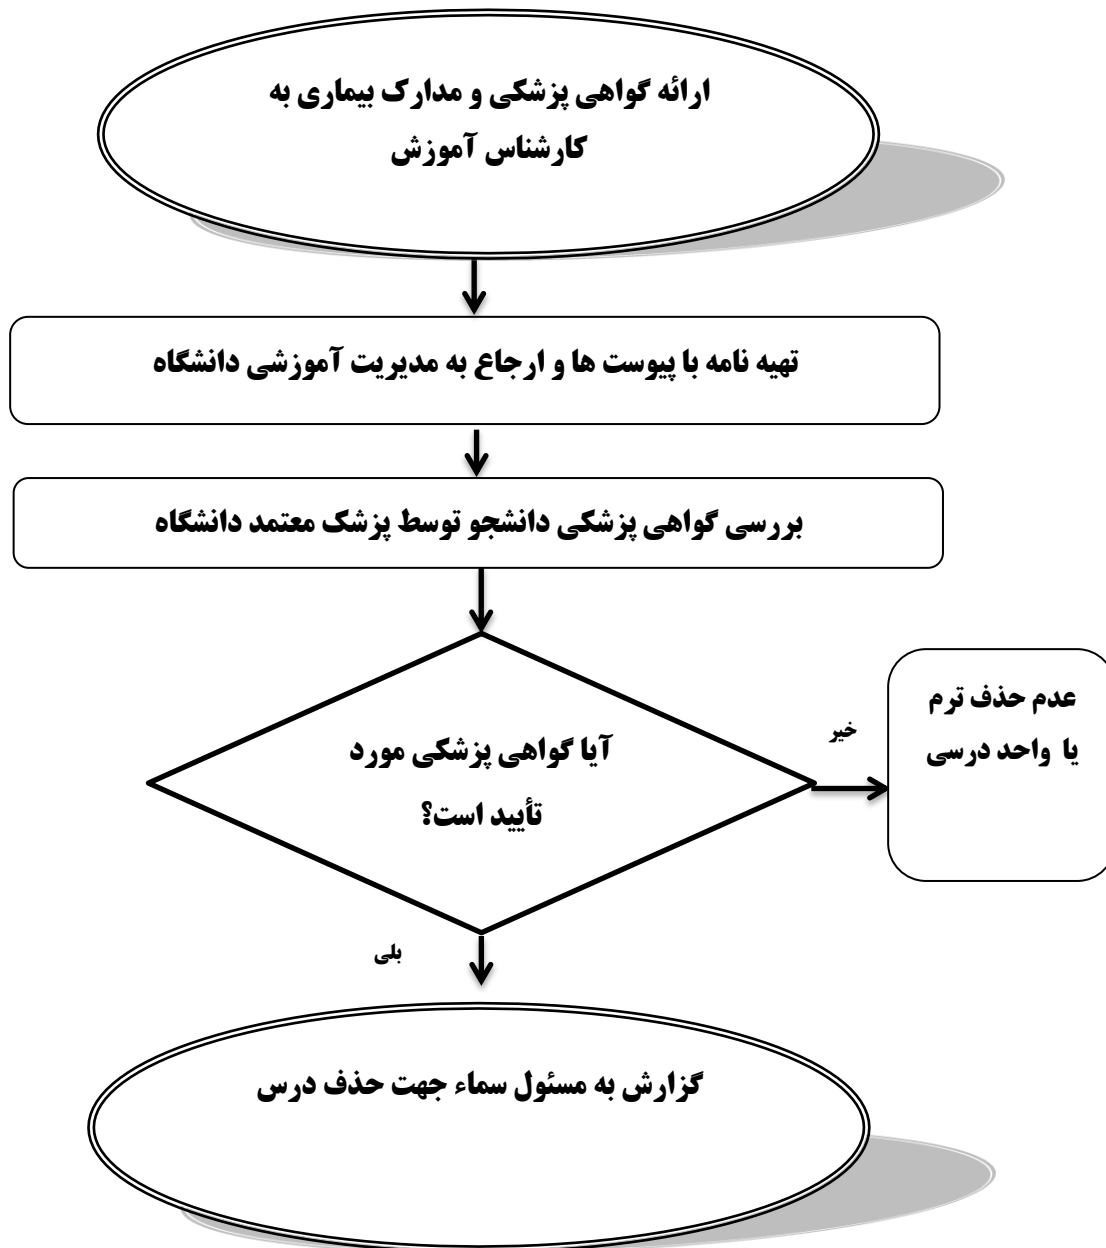 ارائه گواهی پزشکی و مدارک بیماری به
کارشناس آموزش
تهیه نامه با پیوست ها و ارجاع به مدیریت آموزشی دانشگاه
بررسی گواهی پزشکی دانشجو توسط پزشک معتمد دانشگاه
آیا گواهی پزشکی مورد
تأیید است؟
خیر
عدم حذف ترم
یا واحد درسی
بلی
گزارش به مسئول سماء جهت حذف درس